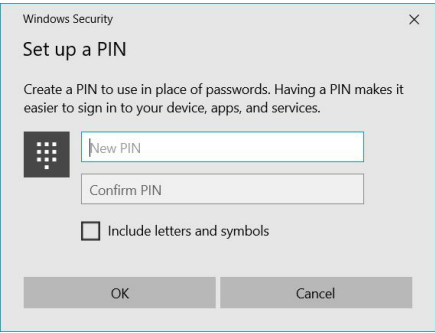 Windows Security
Set up a PIN
Create a PIN to use in place of passwords. Having a PIN makes it
easier to sign in to your device, apps, and services.
New PIN
Confirm PIN
Include letters and symbols
OK
Cancel